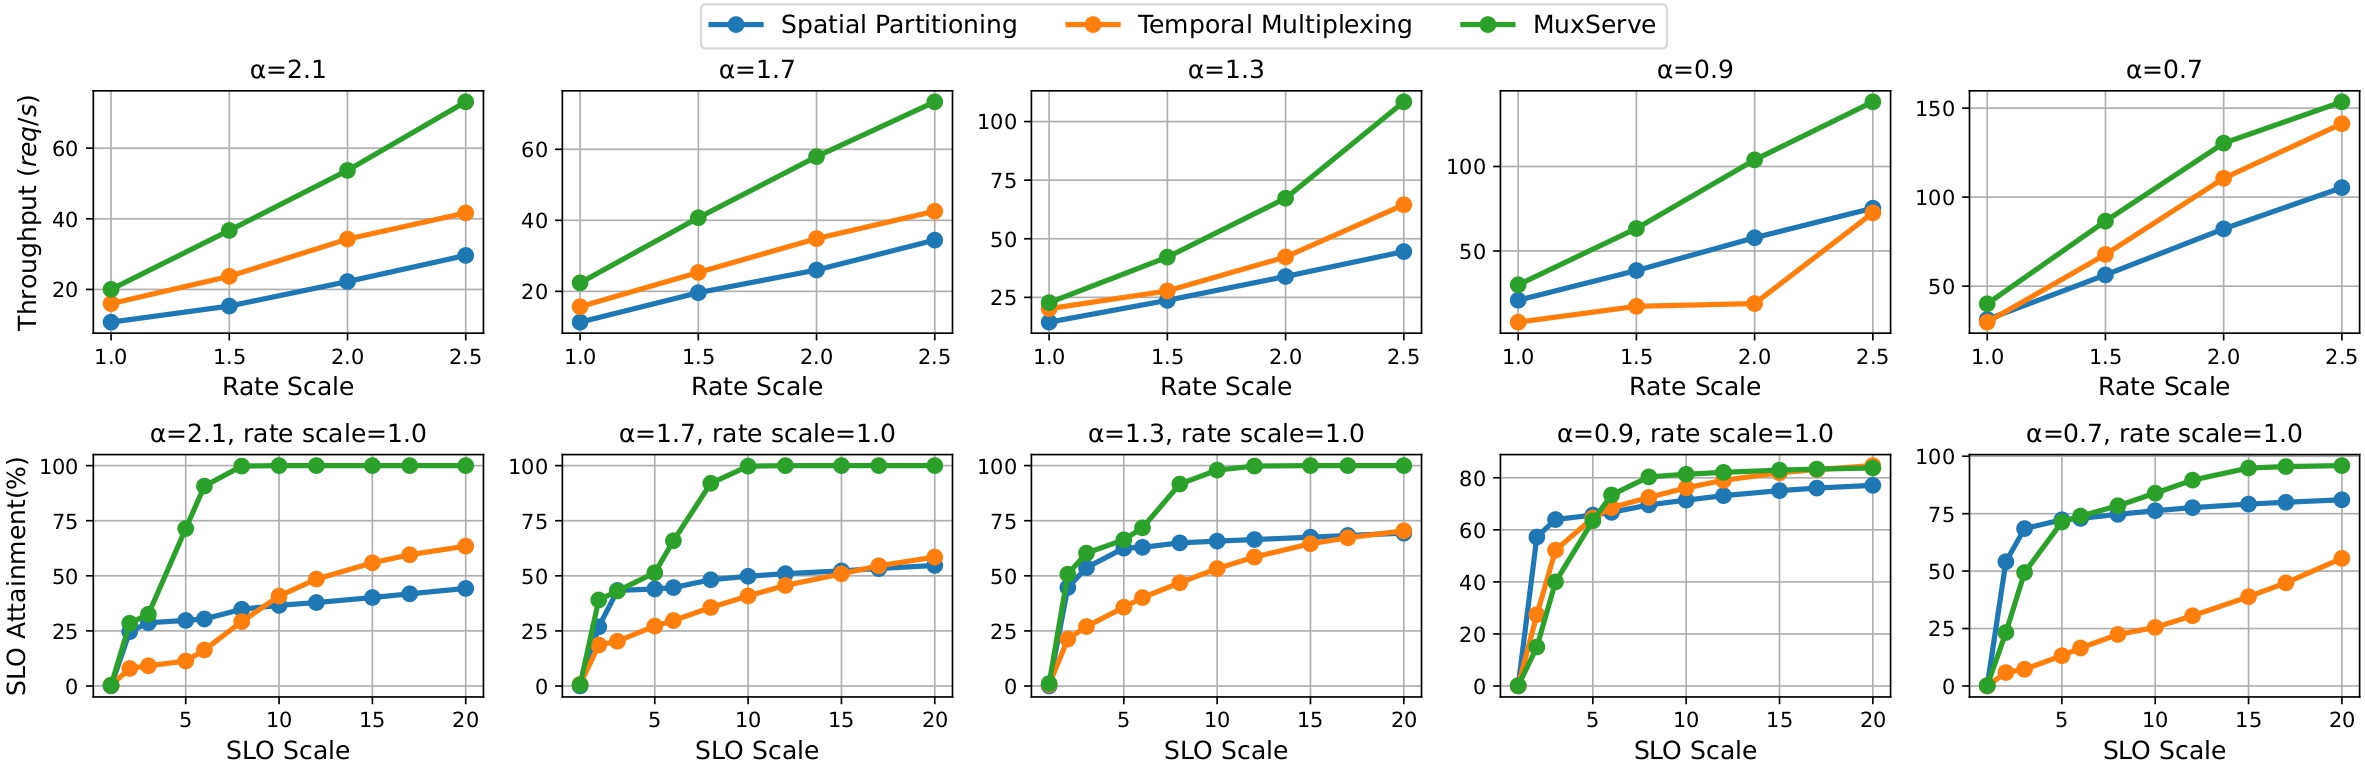 Spatial Partitioning Temporal Multiplexing MuxServe
α=2.1 α=1.7 α=1.3 α=0.9 α=0.7
Throughput (req/s)
60
40
20
1.0 1.5 2.0 2.5
Rate Scale
60
40
20
1.0 1.5 2.0 2.5
Rate Scale
100
75
50
25
1.0 1.5 2.0 2.5
Rate Scale
100
50
1.0 1.5 2.0 2.5
Rate Scale
150
100
50
1.0 1.5 2.0 2.5
Rate Scale
α=2.1, rate scale=1.0 α=1.7, rate scale=1.0 α=1.3, rate scale=1.0 α=0.9, rate scale=1.0 α=0.7, rate scale=1.0
SLO Attainment(%)
100
75
50
25
0
5 10 15 20
SLO Scale
100
75
50
25
0
5 10 15 20
SLO Scale
100
75
50
25
0
5 10 15 20
SLO Scale
80
60
40
20
0
5 10 15 20
SLO Scale
100
75
50
25
0
5 10 15 20
SLO Scale